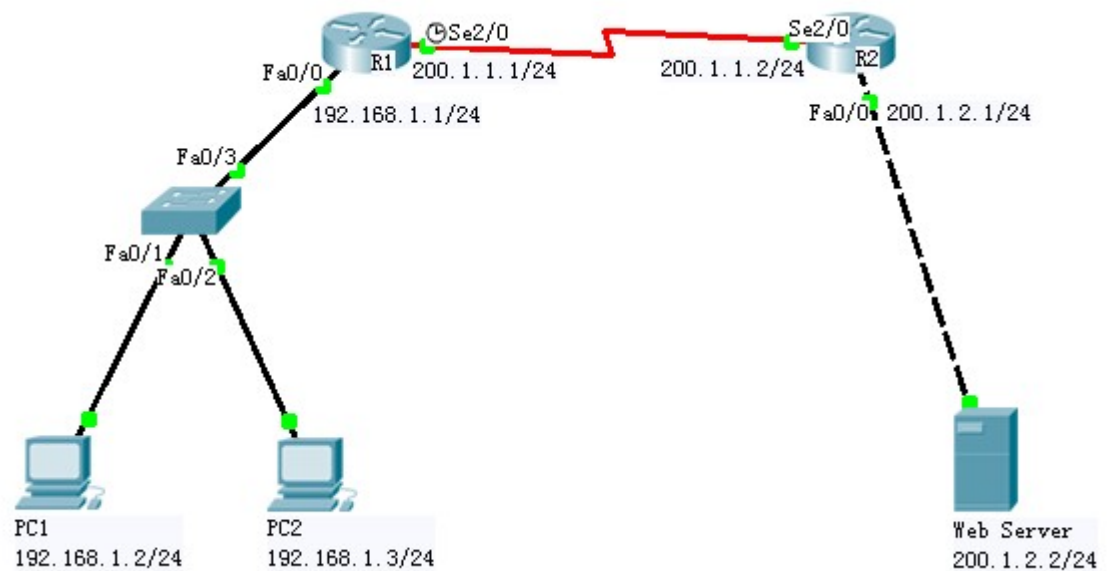 Se2/0
Se2/0
R1
R2
Fa0/0
200.1.1.1/24
200.1.1.2/24
192.168.1.1/24
Fa0/0
200.1.2.1/24
Fa0/3
Fa0/1
Fa0/2
PC1
192.168.1.2/24
PC2
192.168.1.3/24
Web Server
200.1.2.2/24